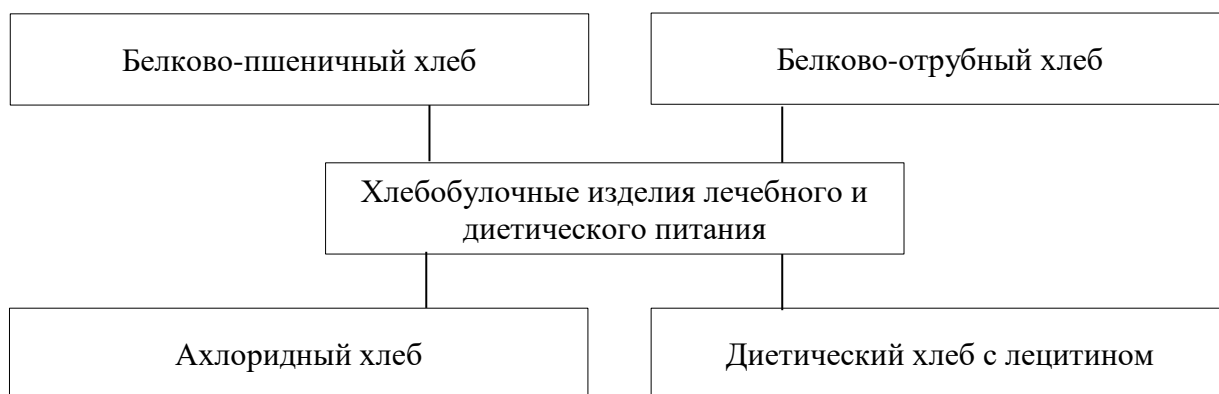 Белково-пшеничный хлеб
Белково-отрубный хлеб
Хлебобулочные изделия лечебного и
диетического питания
Ахлоридный хлеб
Диетический хлеб с лецитином